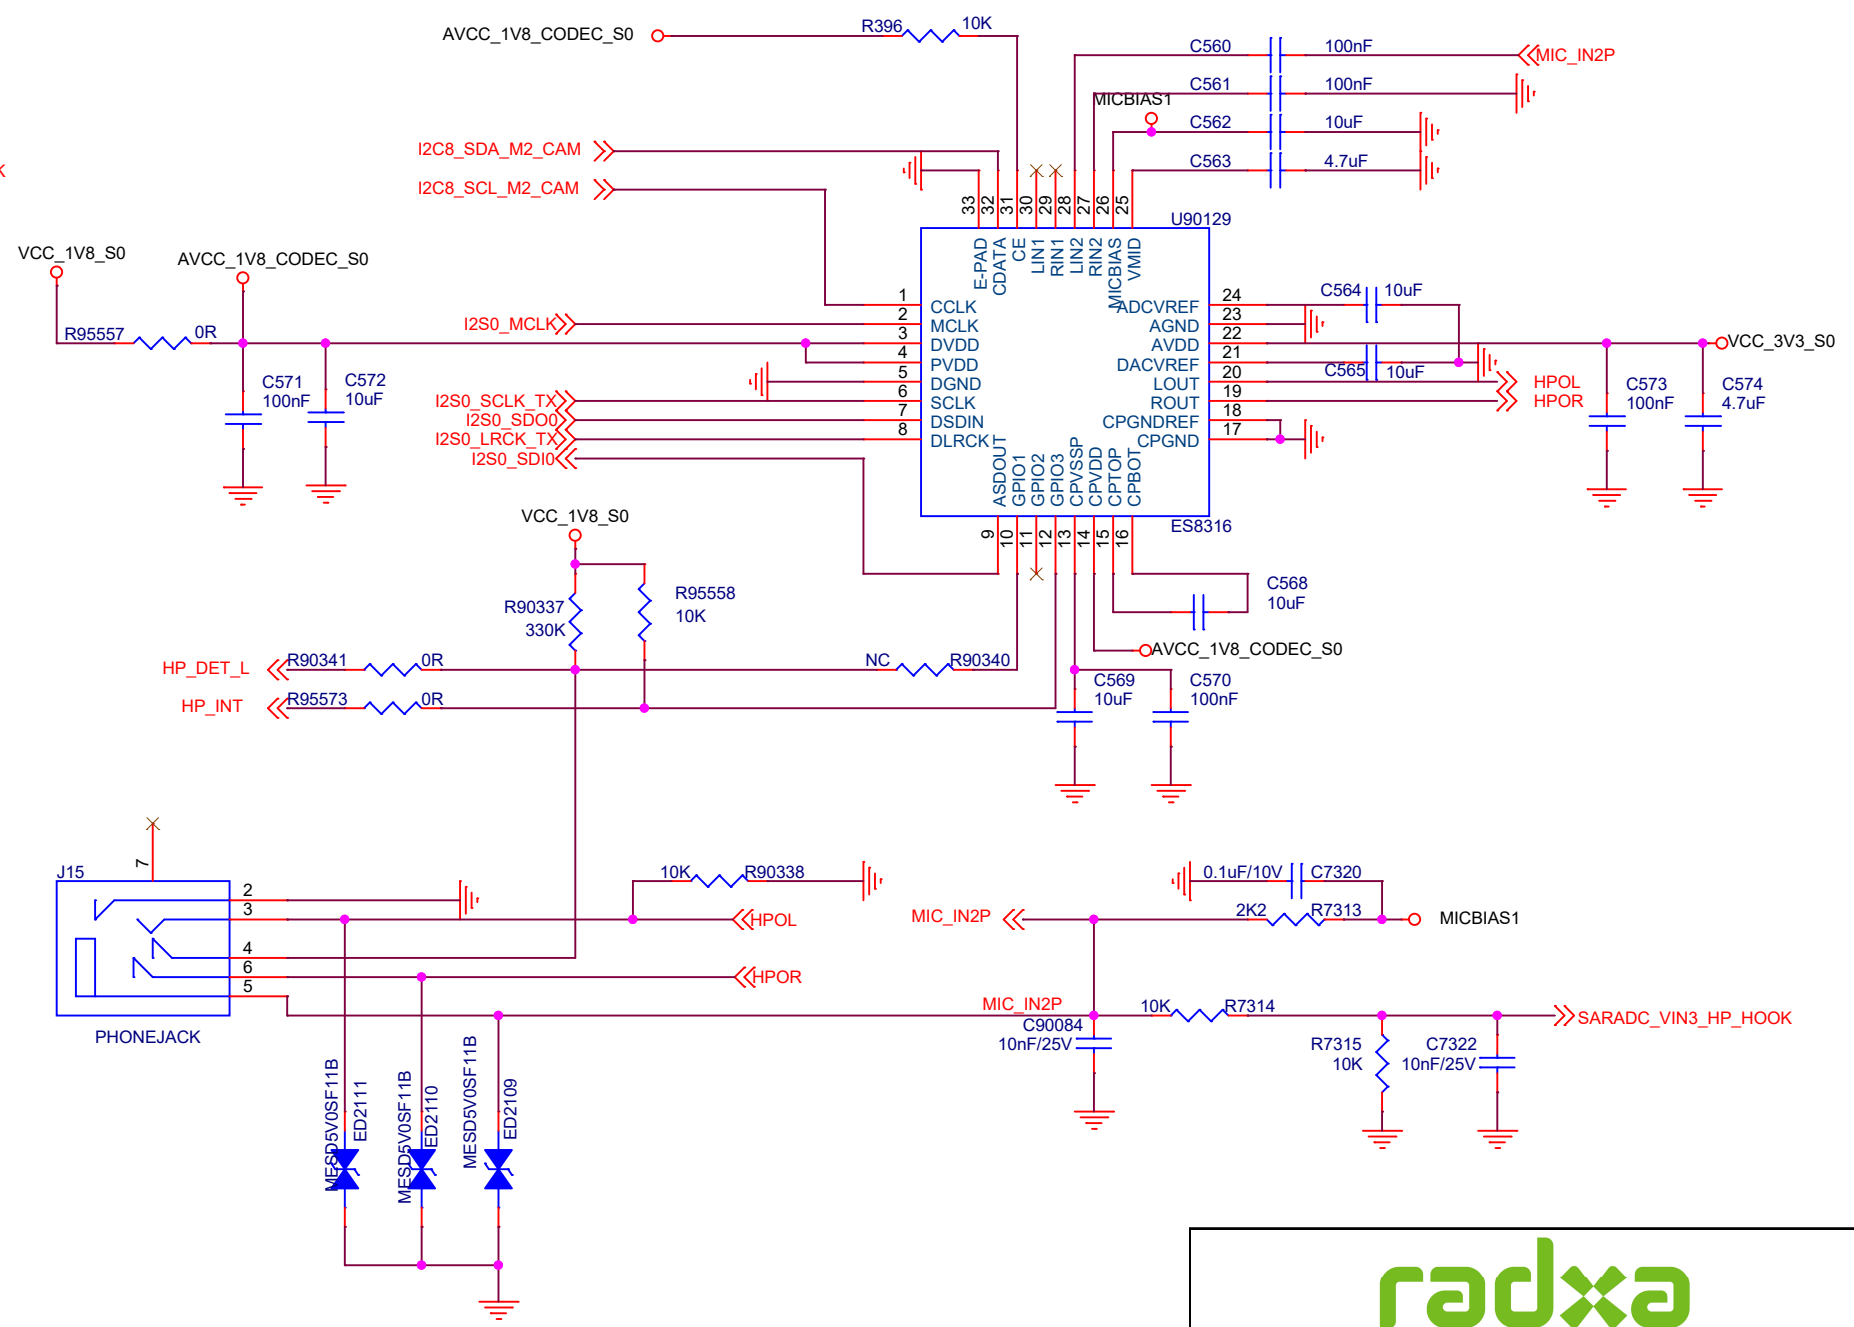 AVCC_1V8_CODEC_S0
R396
10K
C560
100nF
MIC_IN2P
C561
100nF
MICBIAS1
C562
10uF
C563
4.7uF
I2C8_SDA_M2_CAM
I2C8_SCL_M2_CAM
K
33
32
31
30
29
28
27
26
25
U90129
E-PAD
CDATA
CE
LIN1
RIN1
LIN2
RIN2
MICBIAS
VMID
VCC_1V8_S0
AVCC_1V8_CODEC_S0
R95557
0R
C571
100nF
C572
10uF
I2S0_MCLK
I2S0_SCLK_TX
I2S0_SDO0
I2S0_LRCK_TX
I2S0_SDI0
1 CCLK
2 MCLK
3 DVDD
4 PVDD
5 DGND
6 SCLK
7 DSDIN
8 DLRCK
ADCVREF 24
AGND 23
AVDD 22
DACVREF 21
LOUT 20
ROUT 19
CPGNDREF 18
CPGND 17
C564 10uF
C565 10uF
VCC_3V3_S0
HPOL
HPOR
C573
100nF
C574
4.7uF
ASDOUT
GPIO1
GPIO2
GPIO3
CPVSSP
CPVDD
CPTOP
CPBOT
ES8316
9
10
11
12
13
14
15
16
VCC_1V8_S0
R90337
330K
R95558
10K
C568
10uF
AVCC_1V8_CODEC_S0
HP_DET_L
R90341
0R
NC
R90340
HP_INT
R95573
0R
C569
10uF
C570
100nF
J15
7
2
3
4
6
5
PHONEJACK
10K
R90338
HPOL
HPOR
MIC_IN2P
0.1uF/10V
C7320
2K2
R7313
MICBIAS1
MIC_IN2P
10K
R7314
SARADC_VIN3_HP_HOOK
C90084
10nF/25V
R7315
10K
C7322
10nF/25V
MESD5V0SF11B
ED2111
MESD5V0SF11B
ED2110
MESD5V0SF11B
ED2109
radxa